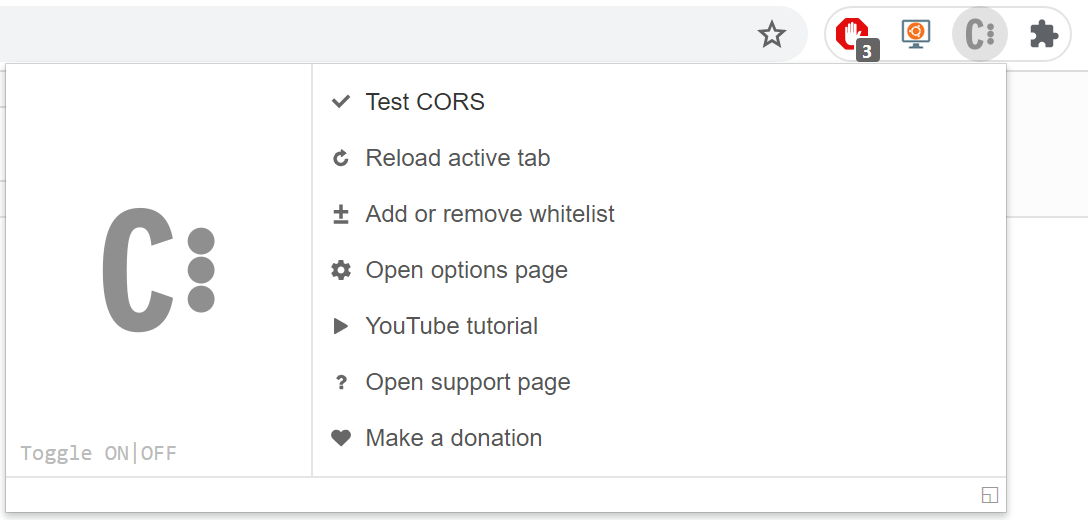 3
Test CORS
Reload active tab
Add or remove whitelist
Open options page
YouTube tutorial
Open support page
Make a donation
C
Toggle ON|OFF